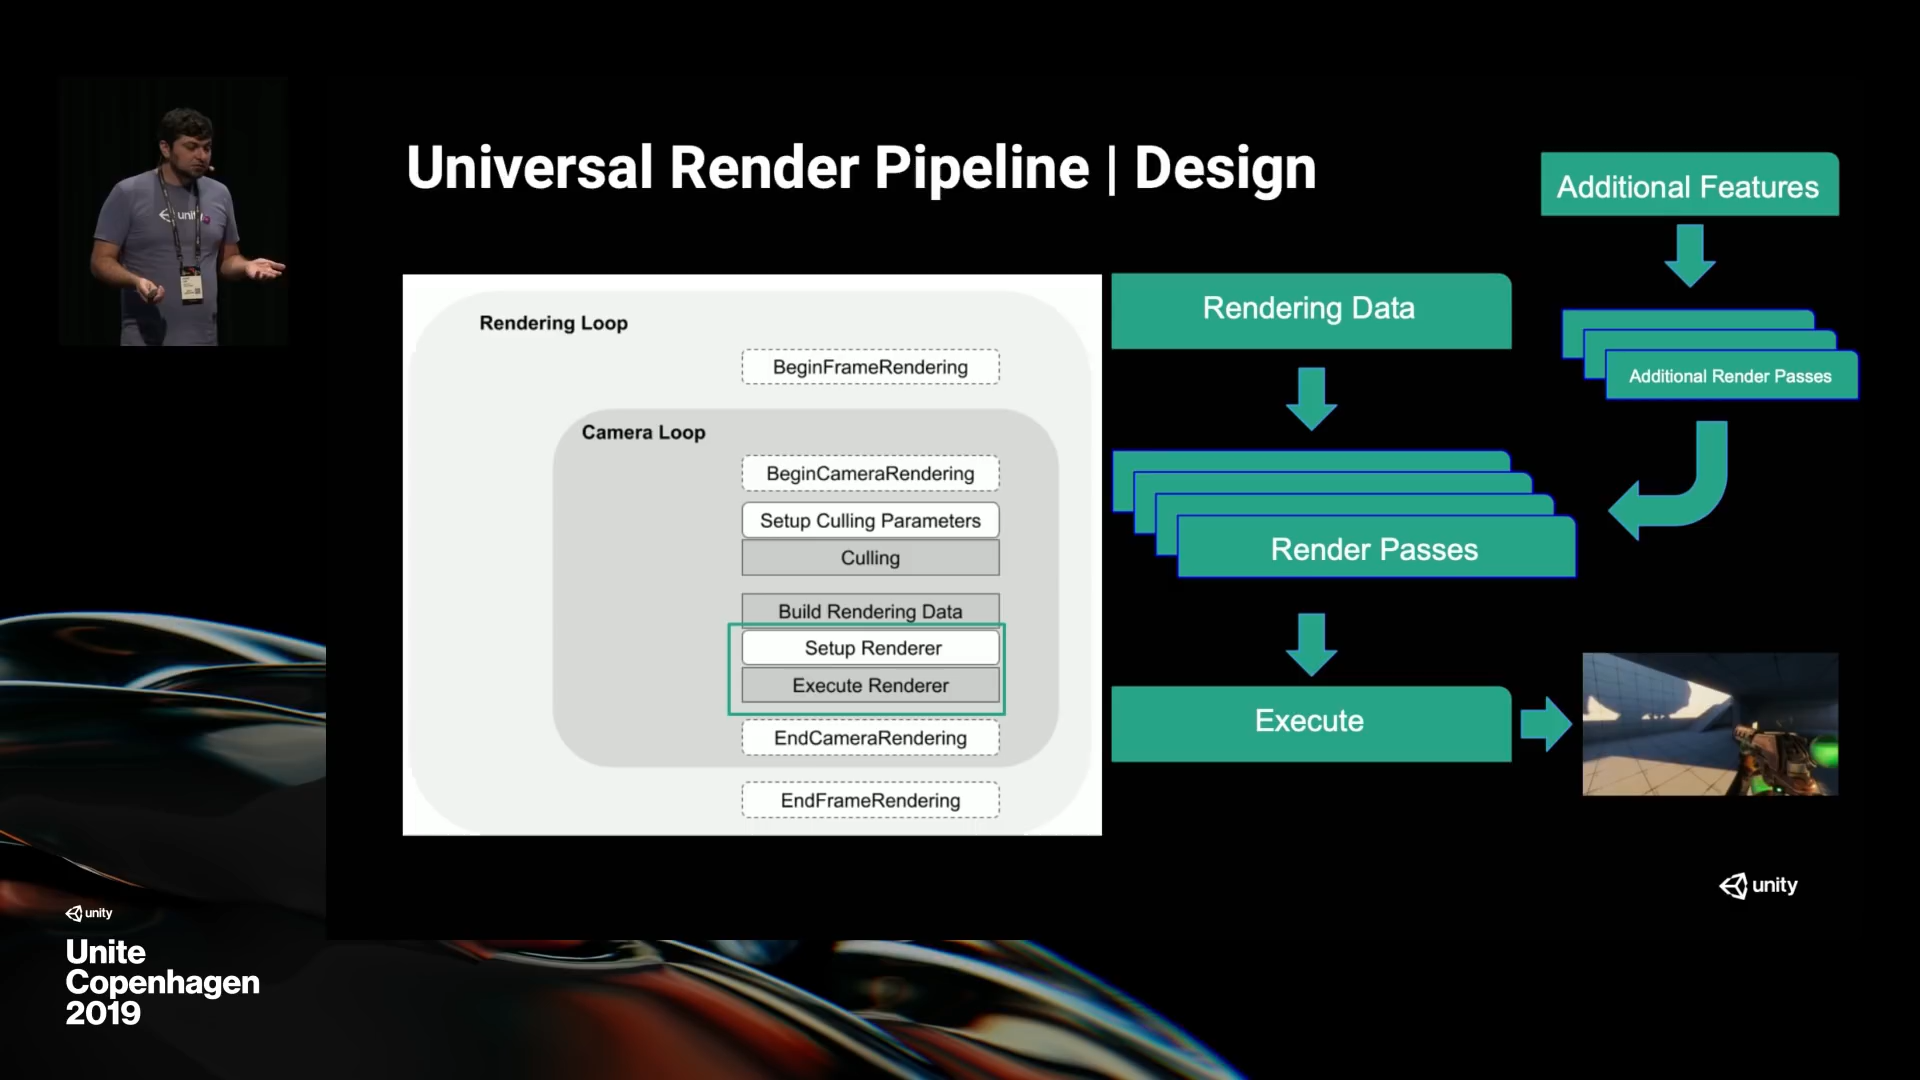 Universal Render Pipeline | Design
Rendering Loop
BeginFrameRendering
Camera Loop
BeginCameraRendering
Setup Culling Parameters
Culling
Build Rendering Data
Setup Renderer
Execute Renderer
EndCameraRendering
EndFrameRendering
Rendering Data
Render Passes
Execute
Additional Features
Additional Render Passes
unity
unity
unity
Unite
Copenhagen
2019